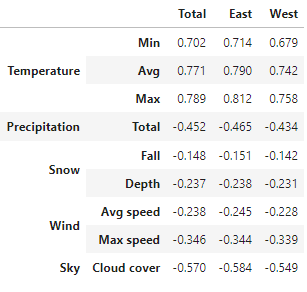 Total East West
Min 0.702 0.714 0.679
Temperature Avg 0.771 0.790 0.742
Max 0.789 0.812 0.758
Precipitation Total -0.452 -0.465 -0.434
Snow Fall -0.148 -0.151 -0.142
Depth -0.237 -0.238 -0.231
Wind Avg speed -0.238 -0.245 -0.228
Max speed -0.346 -0.344 -0.339
Sky Cloud cover -0.570 -0.584 -0.549